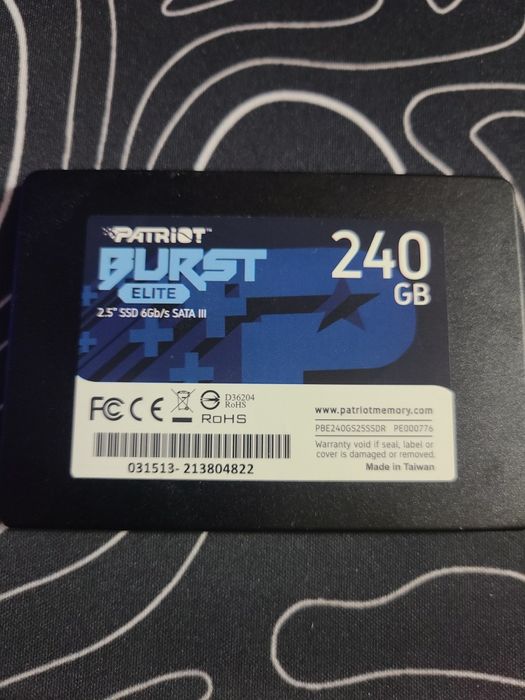 PATRIOT™
BURST
ELITE
2.5" SSD 6Gb/s SATA III
240
GB
FC CE
D36204
RoHS
RoHS
www.patriotmemory.com
PBE240GS25SSDR PE000776
Warranty void if seal, label or
cover is damaged or removed.
Made in Taiwan
031513- 213804822